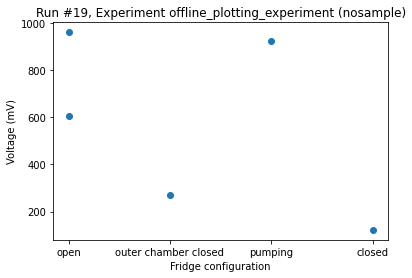 Run #19, Experiment offline_plotting_experiment (nosample)
1000
800
600
400
200
Voltage (mV)
open
outer chamber closed
pumping
closed
Fridge configuration